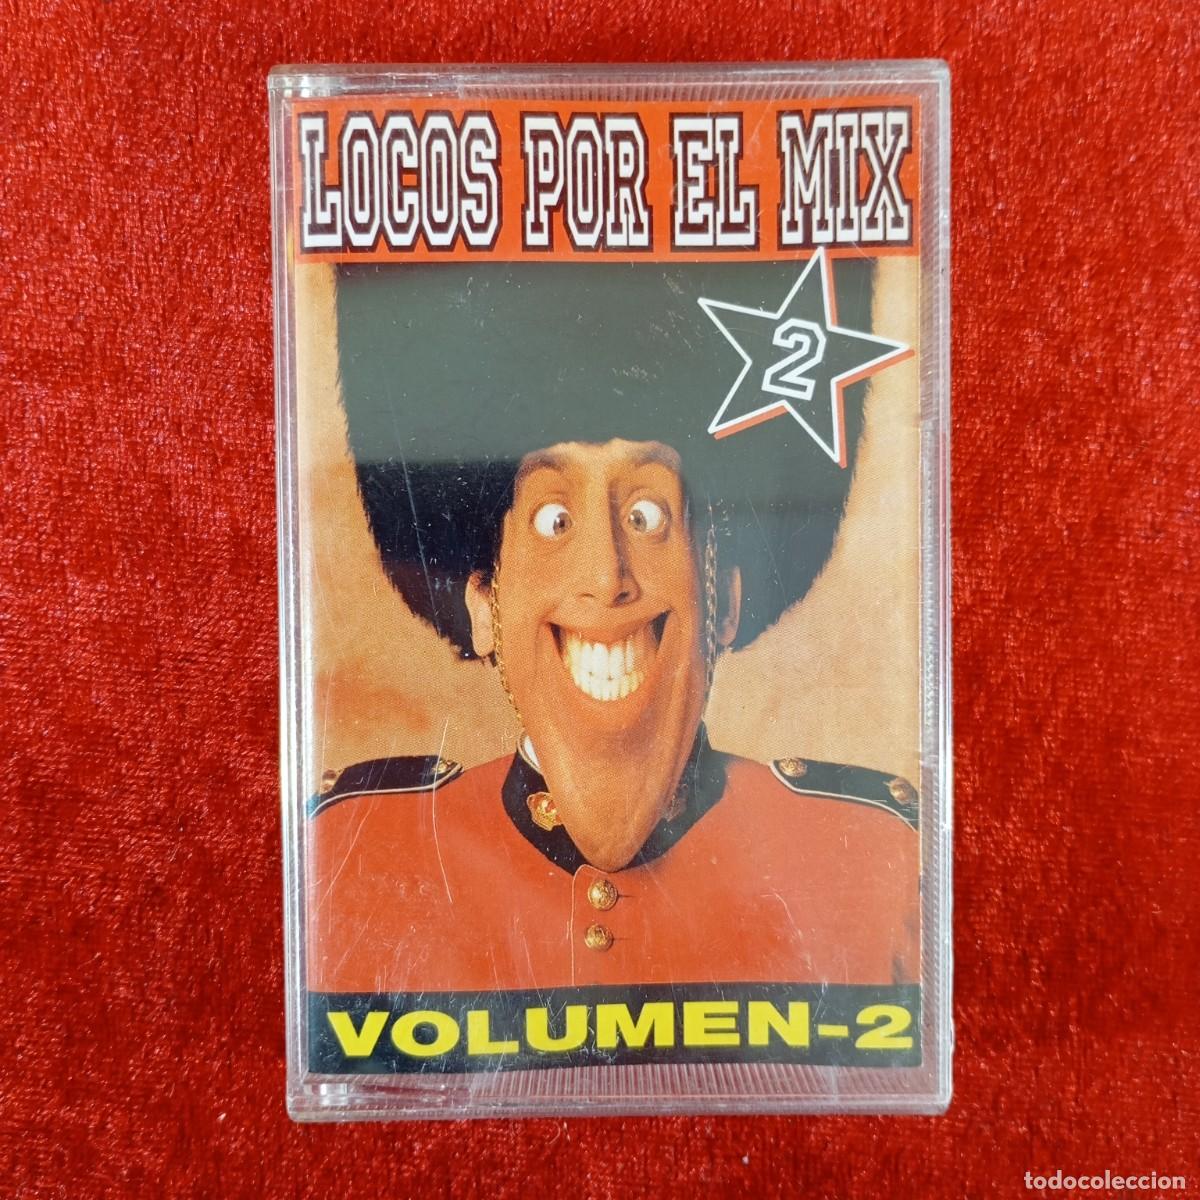 LOCOS POR EL MIX
2
VOLUMEN-2
todocoleccion